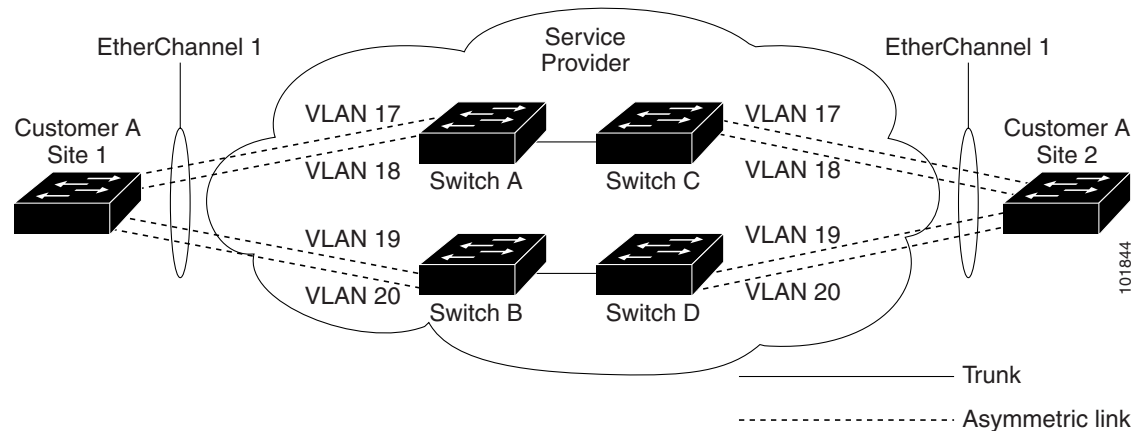 EtherChannel 1
Service
Provider
EtherChannel 1
Customer A
Site 1
VLAN 17
VLAN 18
Switch A
Switch C
VLAN 17
VLAN 18
Customer A
Site 2
VLAN 19
VLAN 20
Switch B
Switch D
VLAN 19
VLAN 20
101844
Trunk
Asymmetric link